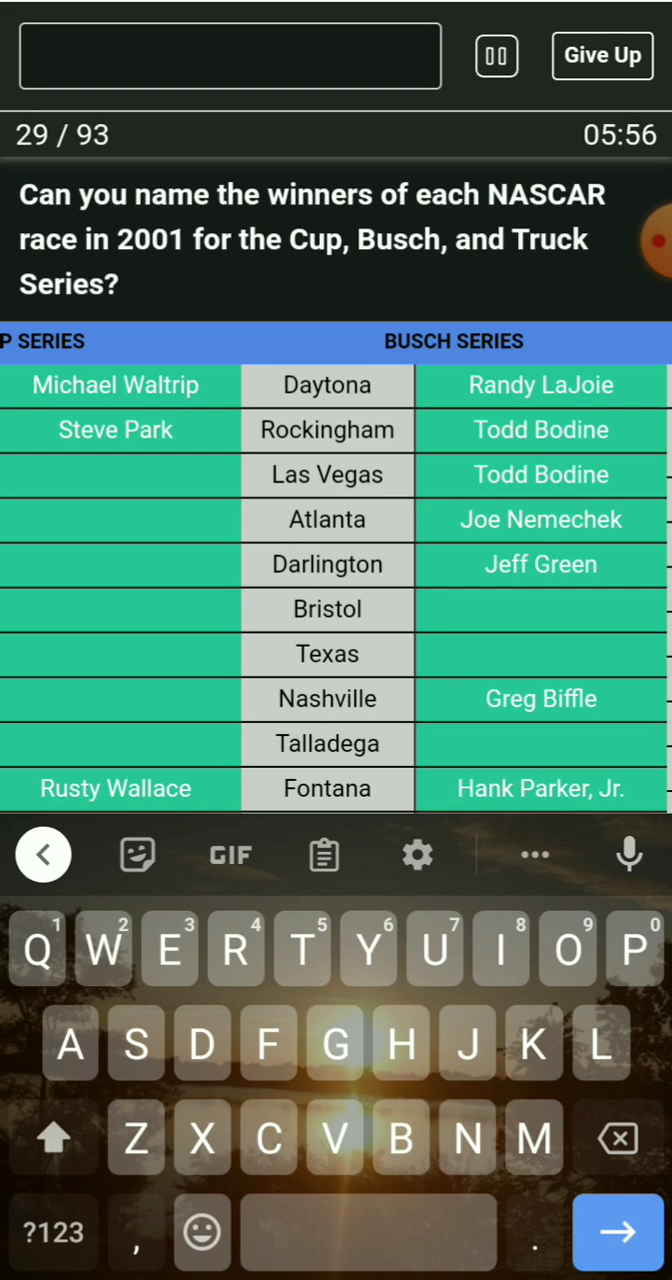 Give Up
29 / 93 05:56
Can you name the winners of each NASCAR
race in 2001 for the Cup, Busch, and Truck
Series?
P SERIES BUSCH SERIES
Michael Waltrip Daytona Randy LaJoie
Steve Park Rockingham Todd Bodine
Las Vegas Todd Bodine
Atlanta Joe Nemechek
Darlington Jeff Green
Bristol
Texas
Nashville Greg Biffle
Talladega
Rusty Wallace Fontana Hank Parker, Jr.
GIF
1 2 3 4 5 6 7 8 9 0
Q W E R T Y U I O P
A S D F G H J K L
Z X C V B N M
?123 , .